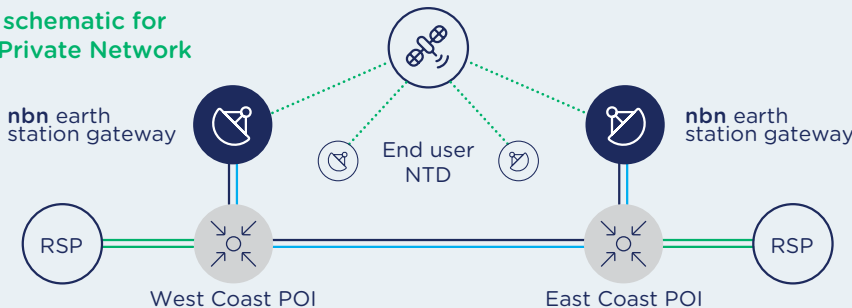 schematic for
Private Network
nbn earth
station gateway
End user
NTD
nbn earth
station gateway
RSP
RSP
West Coast POI
East Coast POI